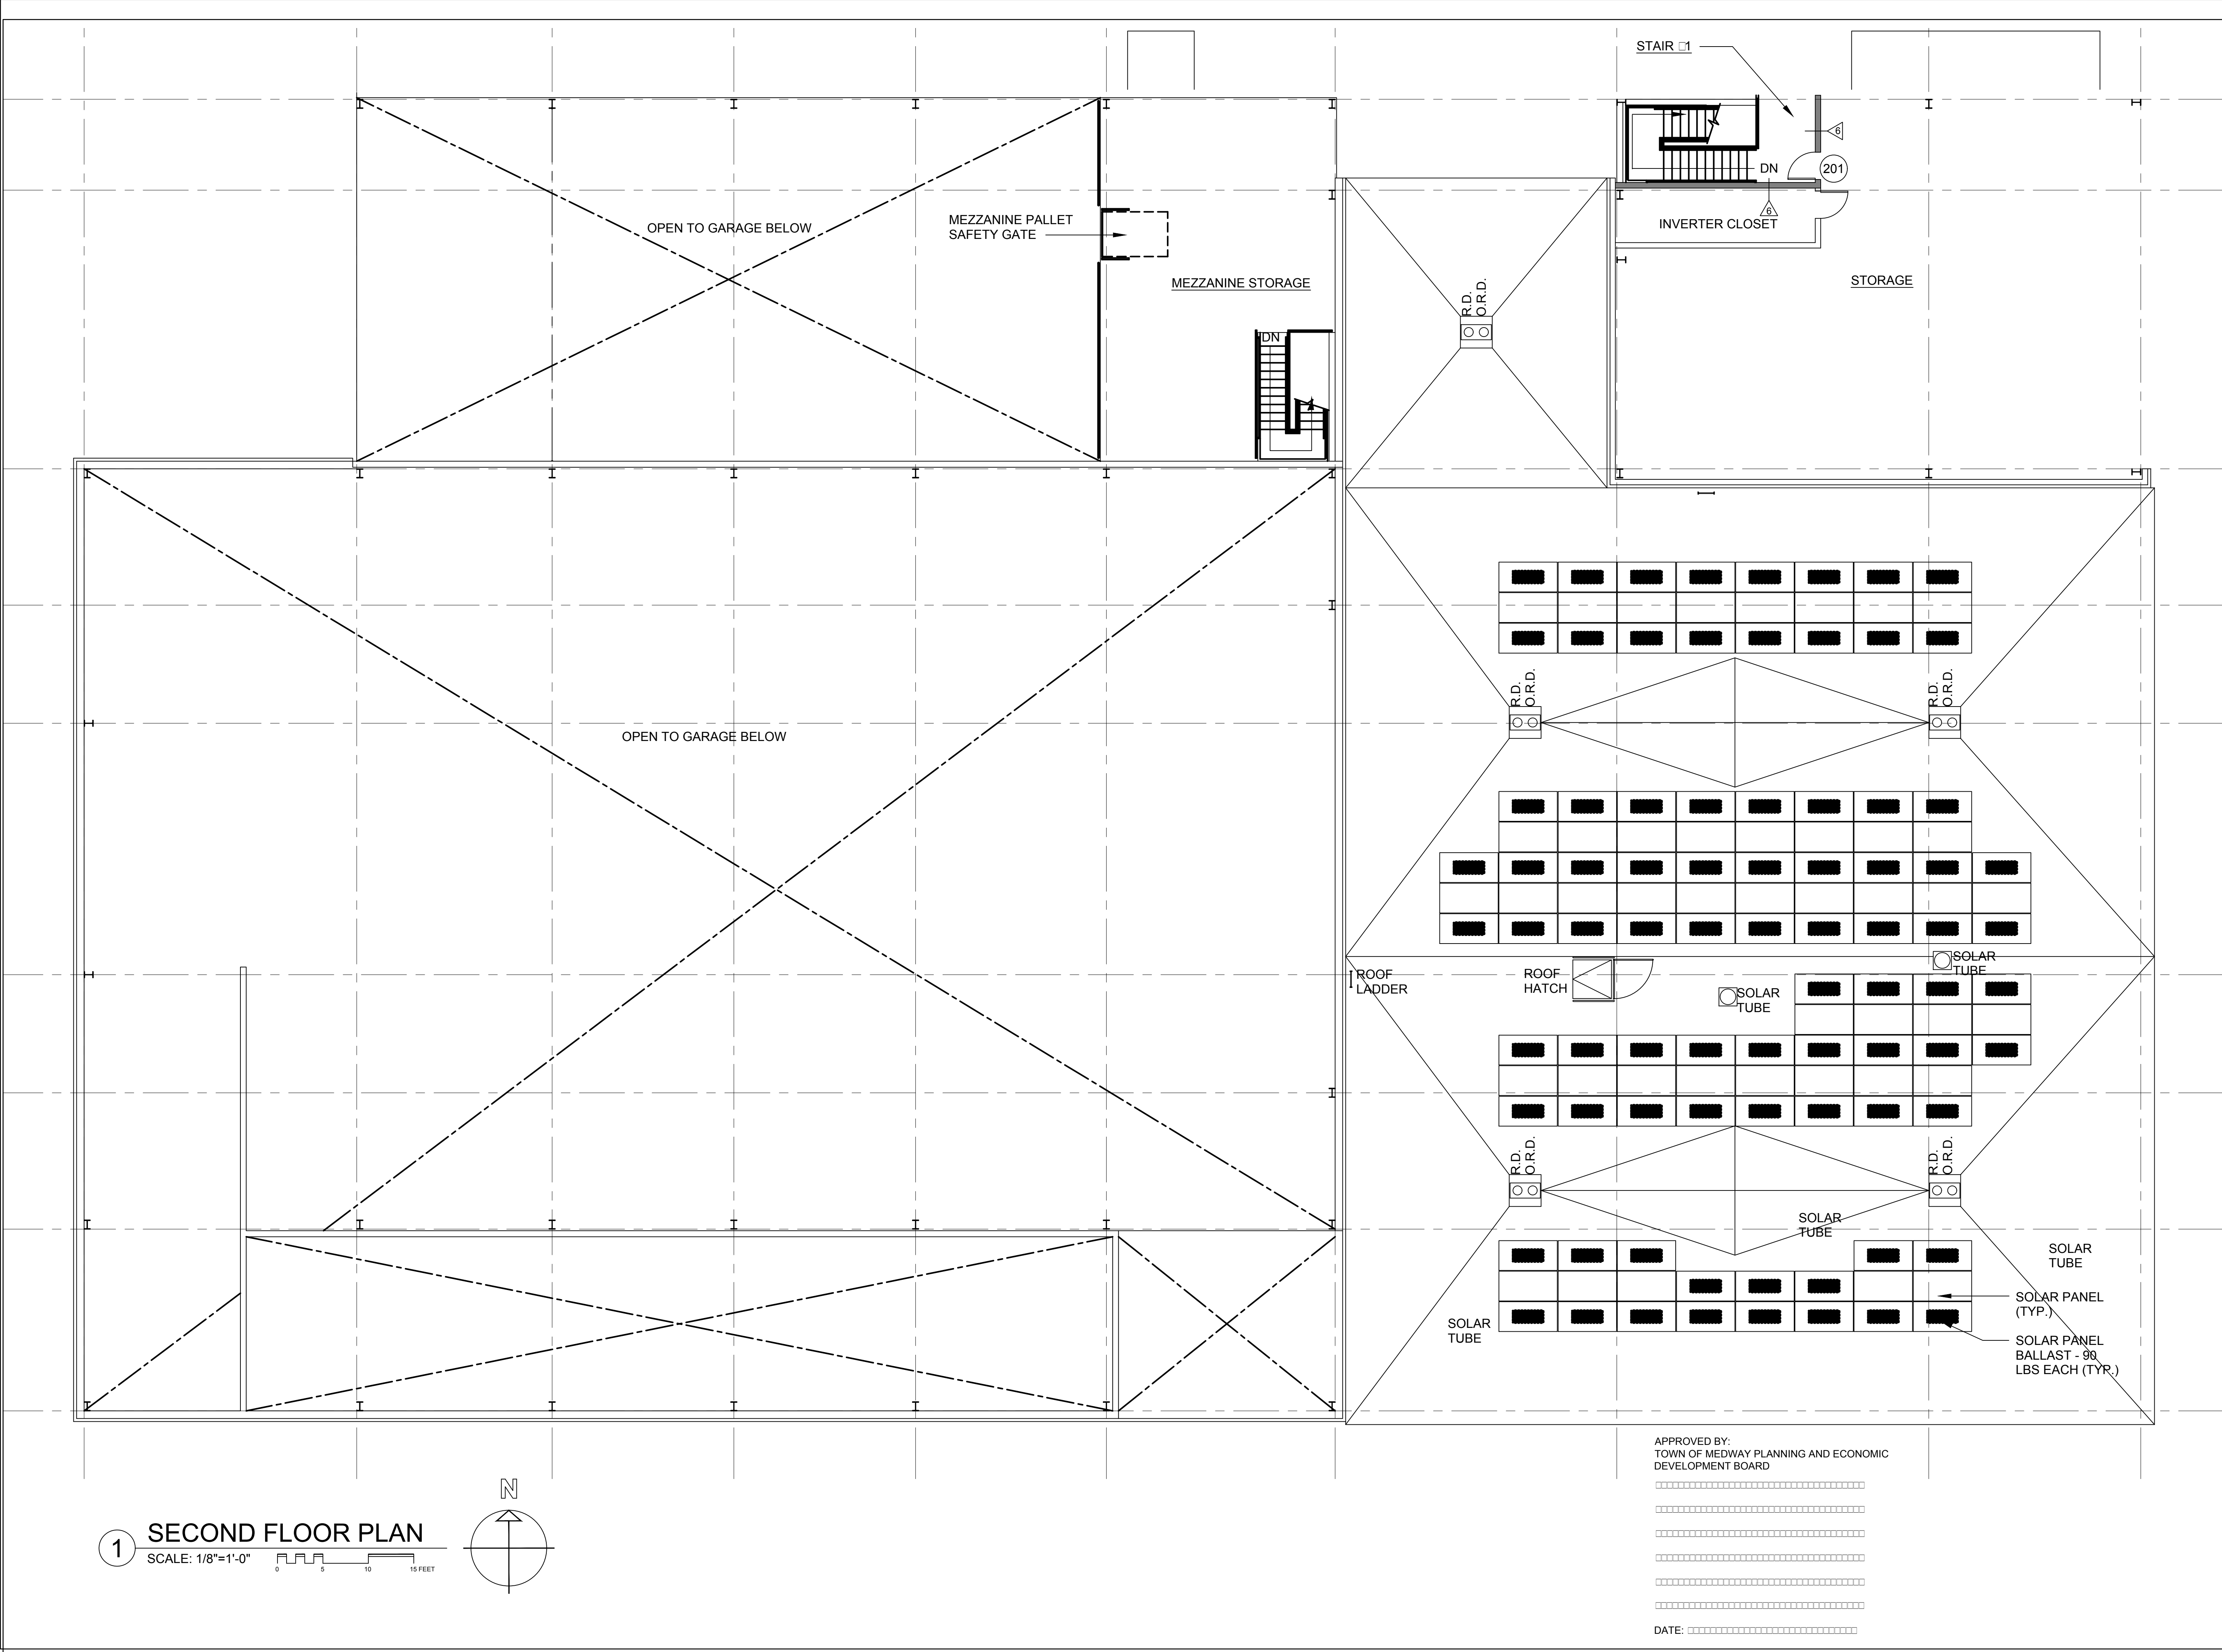 STAIR □1
6
DN
201
6
INVERTER CLOSET
OPEN TO GARAGE BELOW
MEZZANINE PALLET
SAFETY GATE
MEZZANINE STORAGE
STORAGE
R.D.
O.R.D.
DN
R.D.
O.R.D.
R.D.
O.R.D.
OPEN TO GARAGE BELOW
SOLAR
TUBE
ROOF
LADDER
ROOF
HATCH
SOLAR
TUBE
R.D.
O.R.D.
R.D.
O.R.D.
SOLAR
TUBE
SOLAR
TUBE
SOLAR PANEL
(TYP.)
SOLAR
TUBE
SOLAR PANEL
BALLAST - 90
LBS EACH (TYP.)
APPROVED BY:
TOWN OF MEDWAY PLANNING AND ECONOMIC
DEVELOPMENT BOARD
DATE:
N
1
SECOND FLOOR PLAN
SCALE: 1/8"=1'-0"
0 5 10 15 FEET